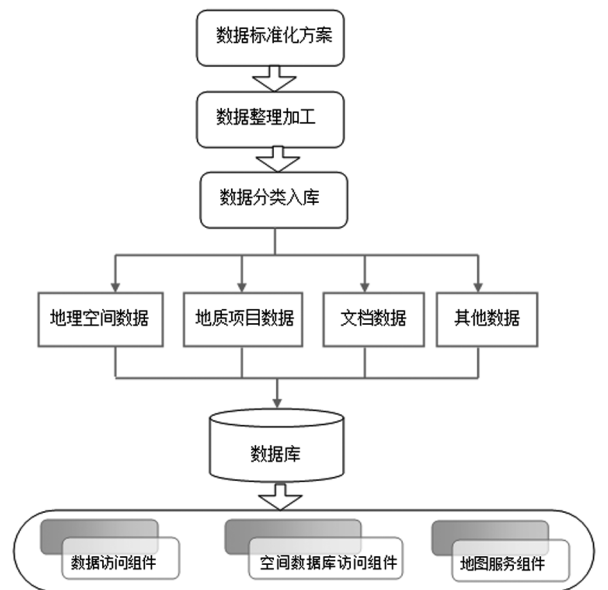 数据标准化方案
数据整理加工
数据分类入库
地理空间数据
地质项目数据
文档数据
其他数据
数据库
数据访问组件
空间数据库访问组件
地图服务组件